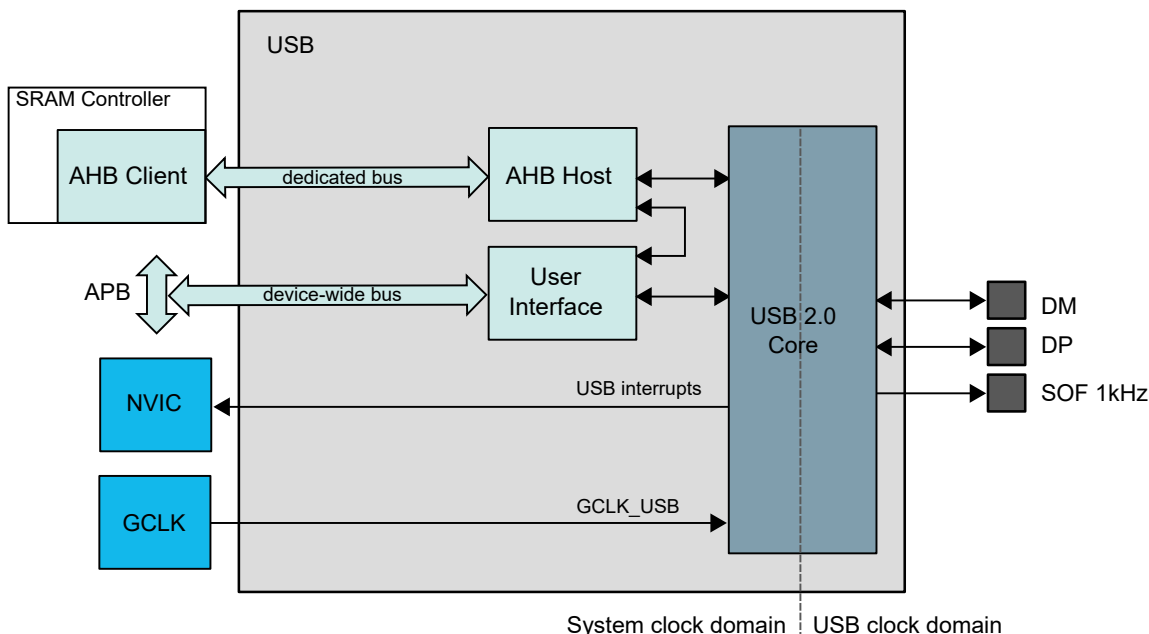 USB
SRAM Controller
AHB Client
dedicated bus
AHB Host
APB
device-wide bus
User
Interface
USB 2.0
Core
DM
DP
SOF 1kHz
NVIC
USB interrupts
GCLK
GCLK_USB
System clock domain
USB clock domain